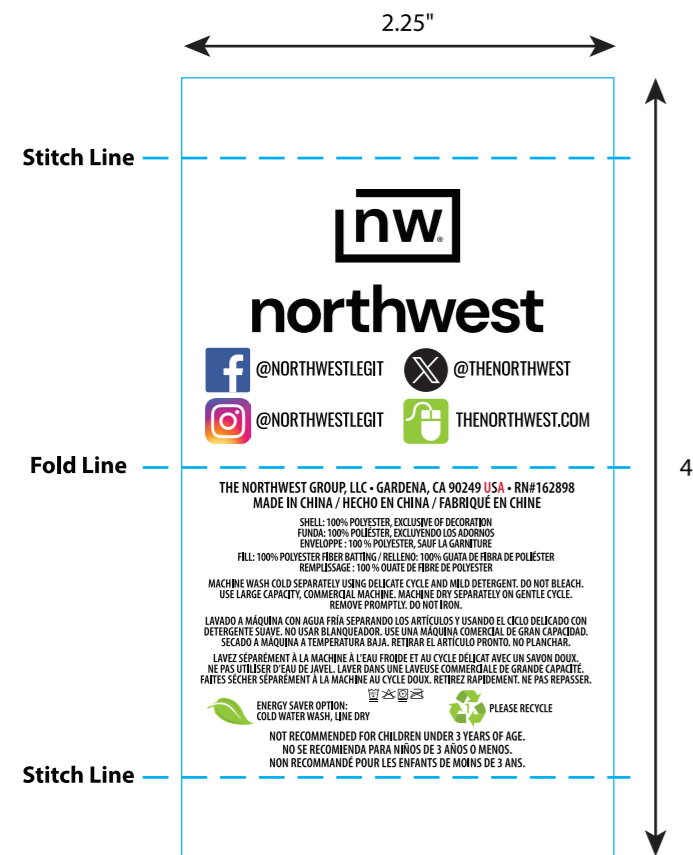 2.25"
Stitch Line
nw®
northwest
@NORTHWESTLEGIT @THENORTHWEST
@NORTHWESTLEGIT THENORTHWEST.COM
Fold Line
4
THE NORTHWEST GROUP, LLC • GARDENA, CA 90249 USA • RN#162898
MADE IN CHINA / HECHO EN CHINA / FABRIQUÉ EN CHINE
SHELL: 100% POLYESTER, EXCLUSIVE OF DECORATION
FUNDA: 100% POLIÉSTER, EXCLUYENDO LOS ADORNOS
ENVELOPPE : 100 % POLYESTER, SAUF LA GARNITURE
FILL: 100% POLYESTER FIBER BATTING / RELLENO: 100% GUATA DE FIBRA DE POLIÉSTER
REMPLISSAGE : 100 % OUATE DE FIBRE DE POLYESTER
MACHINE WASH COLD SEPARATELY USING DELICATE CYCLE AND MILD DETERGENT. DO NOT BLEACH.
USE LARGE CAPACITY, COMMERCIAL MACHINE. MACHINE DRY SEPARATELY ON GENTLE CYCLE.
REMOVE PROMPTLY. DO NOT IRON.
LAVADO A MÁQUINA CON AGUA FRÍA SEPARANDO LOS ARTÍCULOS Y USANDO EL CICLO DELICADO CON
DETERGENTE SUAVE. NO USAR BLANQUEADOR. USE UNA MÁQUINA COMERCIAL DE GRAN CAPACIDAD.
SECADO A MÁQUINA A TEMPERATURA BAJA. RETIRAR EL ARTÍCULO PRONTO. NO PLANCHAR.
LAVEZ SÉPARÉMENT À LA MACHINE À L'EAU FROIDE ET AU CYCLE DÉLICAT AVEC UN SAVON DOUX.
NE PAS UTILISER D'EAU DE JAVEL. LAVER DANS UNE LAVEUSE COMMERCIALE DE GRANDE CAPACITÉ.
FAITES SÉCHER SÉPARÉMENT À LA MACHINE AU CYCLE DOUX. RETIREZ RAPIDEMENT. NE PAS REPASSER.
ENERGY SAVER OPTION:
COLD WATER WASH, LINE DRY
1 PLEASE RECYCLE
NOT RECOMMENDED FOR CHILDREN UNDER 3 YEARS OF AGE.
NO SE RECOMIENDA PARA NIÑOS DE 3 AÑOS O MENOS.
NON RECOMMANDÉ POUR LES ENFANTS DE MOINS DE 3 ANS.
Stitch Line